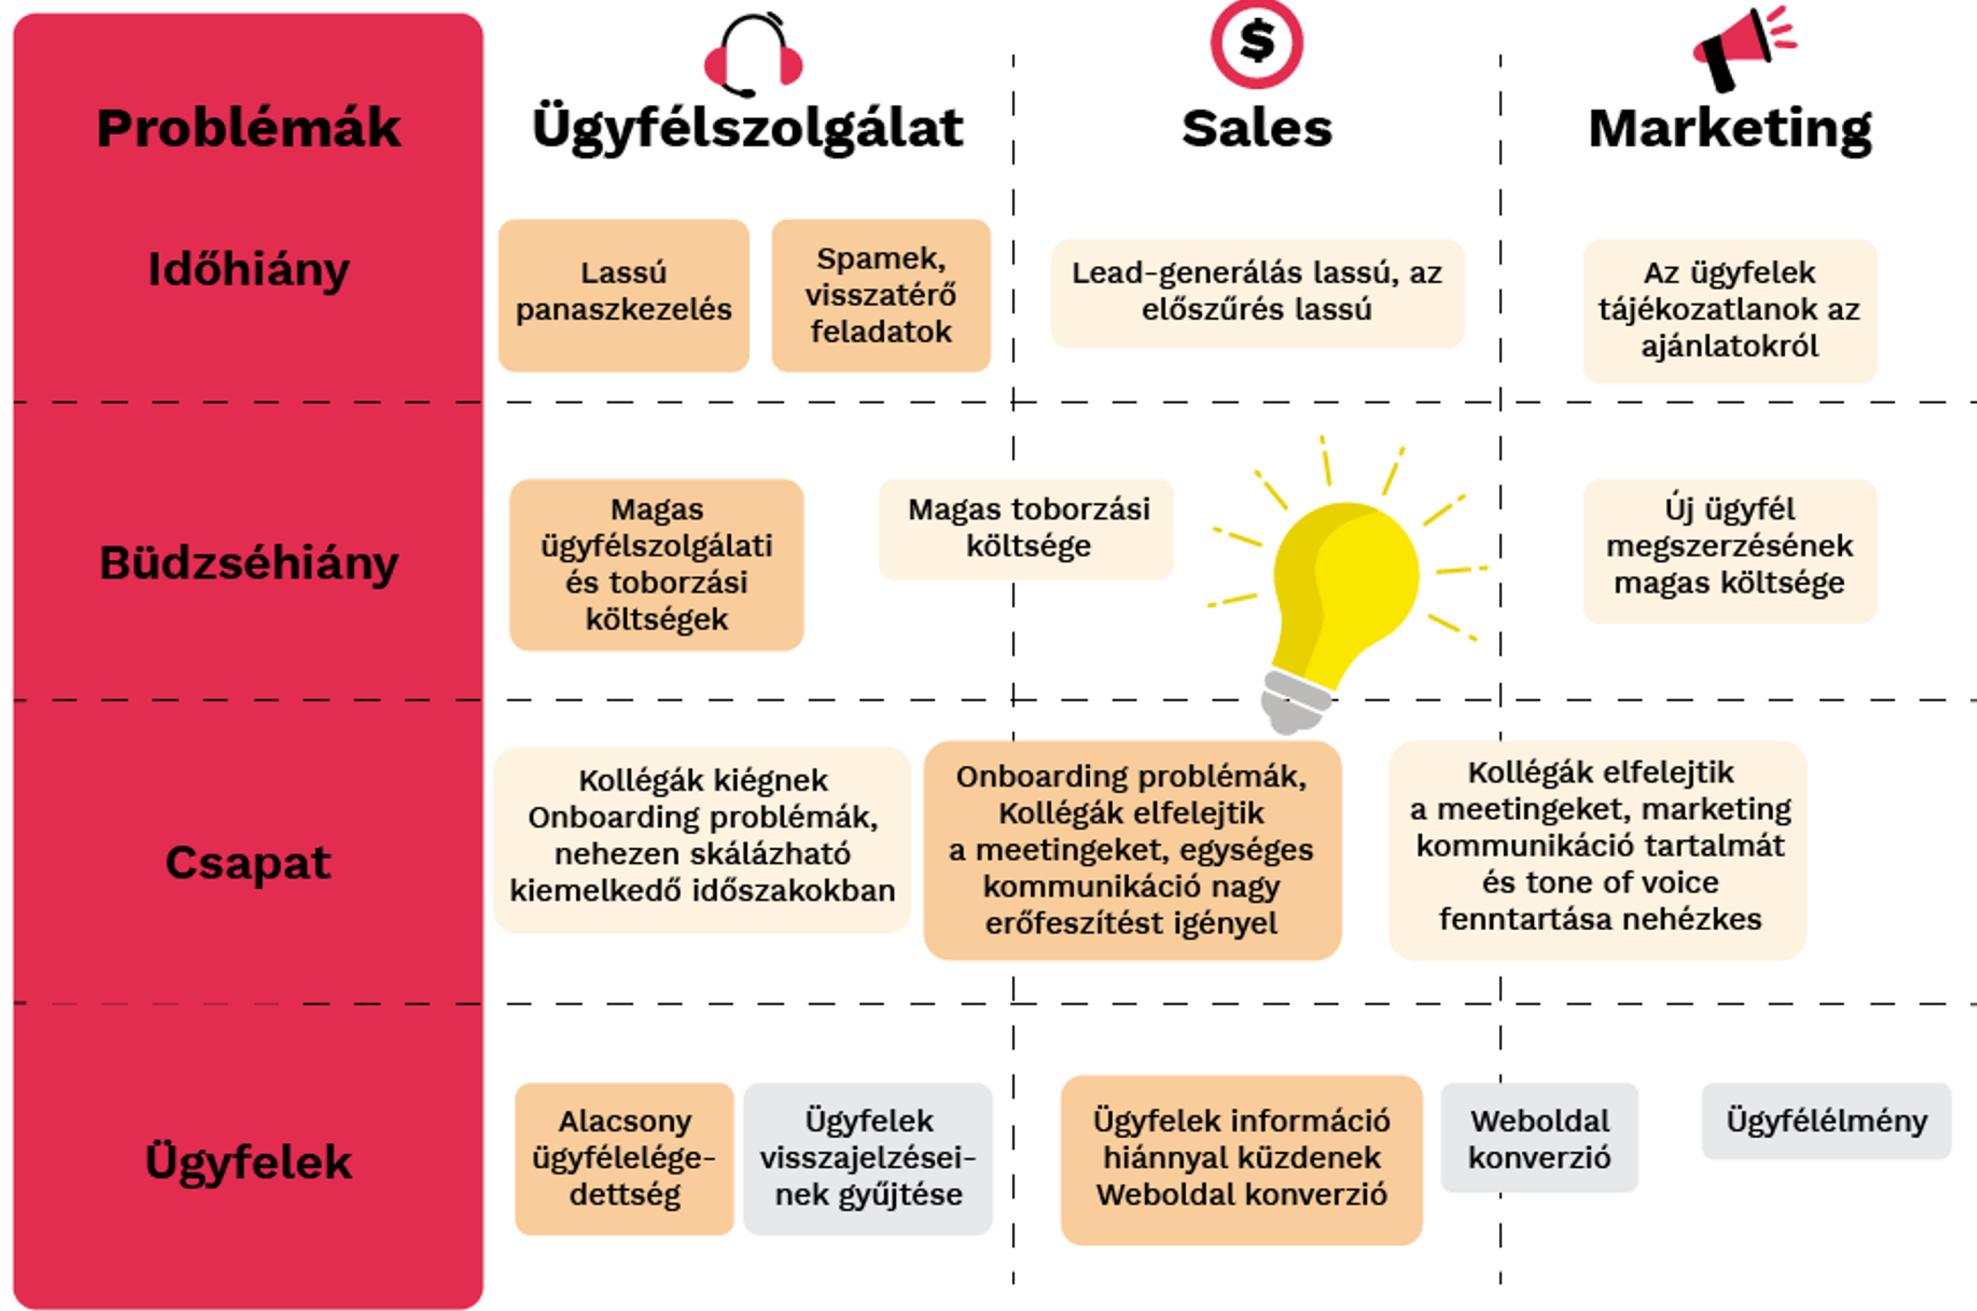 Problémák
Ügyfélszolgálat
$
Sales
Marketing
Időhiány
Lassú
panaszkezelés
Spamek,
visszatérő
feladatok
Lead-generálás lassú, az
előszűrés lassú
Az ügyfelek
tájékozatlanok az
ajánlatokról
Büdzséhiány
Magas
ügyfélszolgálati
és toborzási
költségek
Magas toborzási
költsége
Új ügyfél
megszerzésének
magas költsége
Csapat
Kollégák kiégnek
Onboarding problémák,
nehezen skálázható
kiemelkedő időszakokban
Onboarding problémák,
Kollégák elfelejtik
a meetingeket, egységes
kommunikáció nagy
erőfeszítést igényel
Kollégák elfelejtik
a meetingeket, marketing
kommunikáció tartalmát
és tone of voice
fenntartása nehézkes
Ügyfelek
Alacsony
ügyfélelége-
dettség
Ügyfelek
visszajelzései-
nek gyűjtése
Ügyfelek információ
hiánnyal küzdenek
Weboldal konverzió
Weboldal
konverzió
Ügyfélélmény